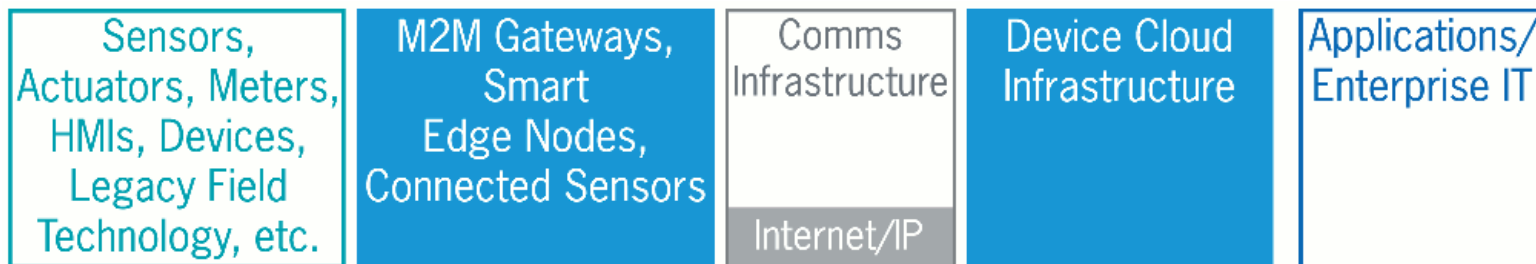 Sensors,
Actuators, Meters,
HMIs, Devices,
Legacy Field
Technology, etc.
M2M Gateways,
Smart
Edge Nodes,
Connected Sensors
Comms
Infrastructure
Internet/IP
Device Cloud
Infrastructure
Applications/
Enterprise IT